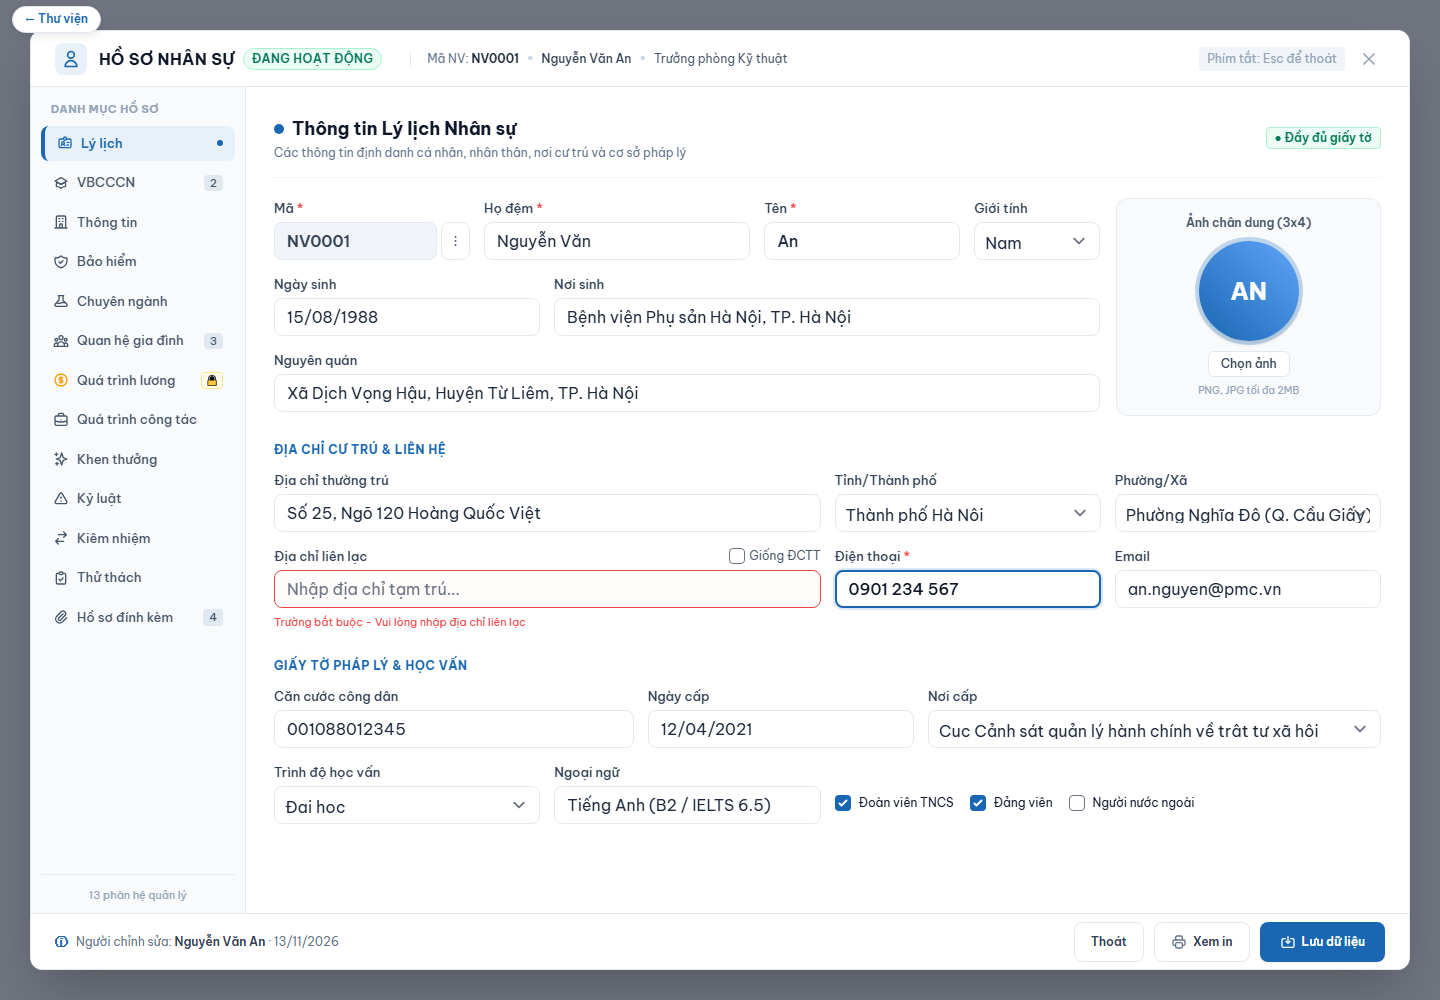 ← Thư viện
HỒ SƠ NHÂN SỰ
ĐANG HOẠT ĐỘNG
Mã NV: NV0001 • Nguyễn Văn An • Trưởng phòng Kỹ thuật
Phím tắt: Esc để thoát
DANH MỤC HỒ SƠ
Lý lịch
VBCCCN 2
Thông tin
Bảo hiểm
Chuyên ngành
Quan hệ gia đình 3
Quá trình lương
Quá trình công tác
Khen thưởng
Kỷ luật
Kiêm nhiệm
Thử thách
Hồ sơ đính kèm 4
13 phân hệ quản lý
Thông tin Lý lịch Nhân sự
Các thông tin định danh cá nhân, nhân thân, nơi cư trú và cơ sở pháp lý
● Đầy đủ giấy tờ
Mã * Họ đệm * Tên * Giới tính
NV0001 Nguyễn Văn An Nam
Ngày sinh Nơi sinh
15/08/1988 Bệnh viện Phụ sản Hà Nội, TP. Hà Nội
Nguyên quán
Xã Dịch Vọng Hậu, Huyện Từ Liêm, TP. Hà Nội
Ảnh chân dung (3x4)
AN
Chọn ảnh
PNG, JPG tối đa 2MB
ĐỊA CHỈ CƯ TRÚ & LIÊN HỆ
Địa chỉ thường trú Tỉnh/Thành phố Phường/Xã
Số 25, Ngõ 120 Hoàng Quốc Việt Thành phố Hà Nội Phường Nghĩa Đô (Q. Cầu Giấy)
Địa chỉ liên lạc Giống ĐCTT Điện thoại * Email
Nhập địa chỉ tạm trú... 0901 234 567 an.nguyen@pmc.vn
Trường bắt buộc - Vui lòng nhập địa chỉ liên lạc
GIẤY TỜ PHÁP LÝ & HỌC VẤN
Căn cước công dân Ngày cấp Nơi cấp
001088012345 12/04/2021 Cục Cảnh sát quản lý hành chính về trật tự xã hội
Trình độ học vấn Ngoại ngữ
Đại học Tiếng Anh (B2 / IELTS 6.5) Đoàn viên TNCS Đảng viên Người nước ngoài
Người chỉnh sửa: Nguyễn Văn An · 13/11/2026
Thoát
Xem in
Lưu dữ liệu